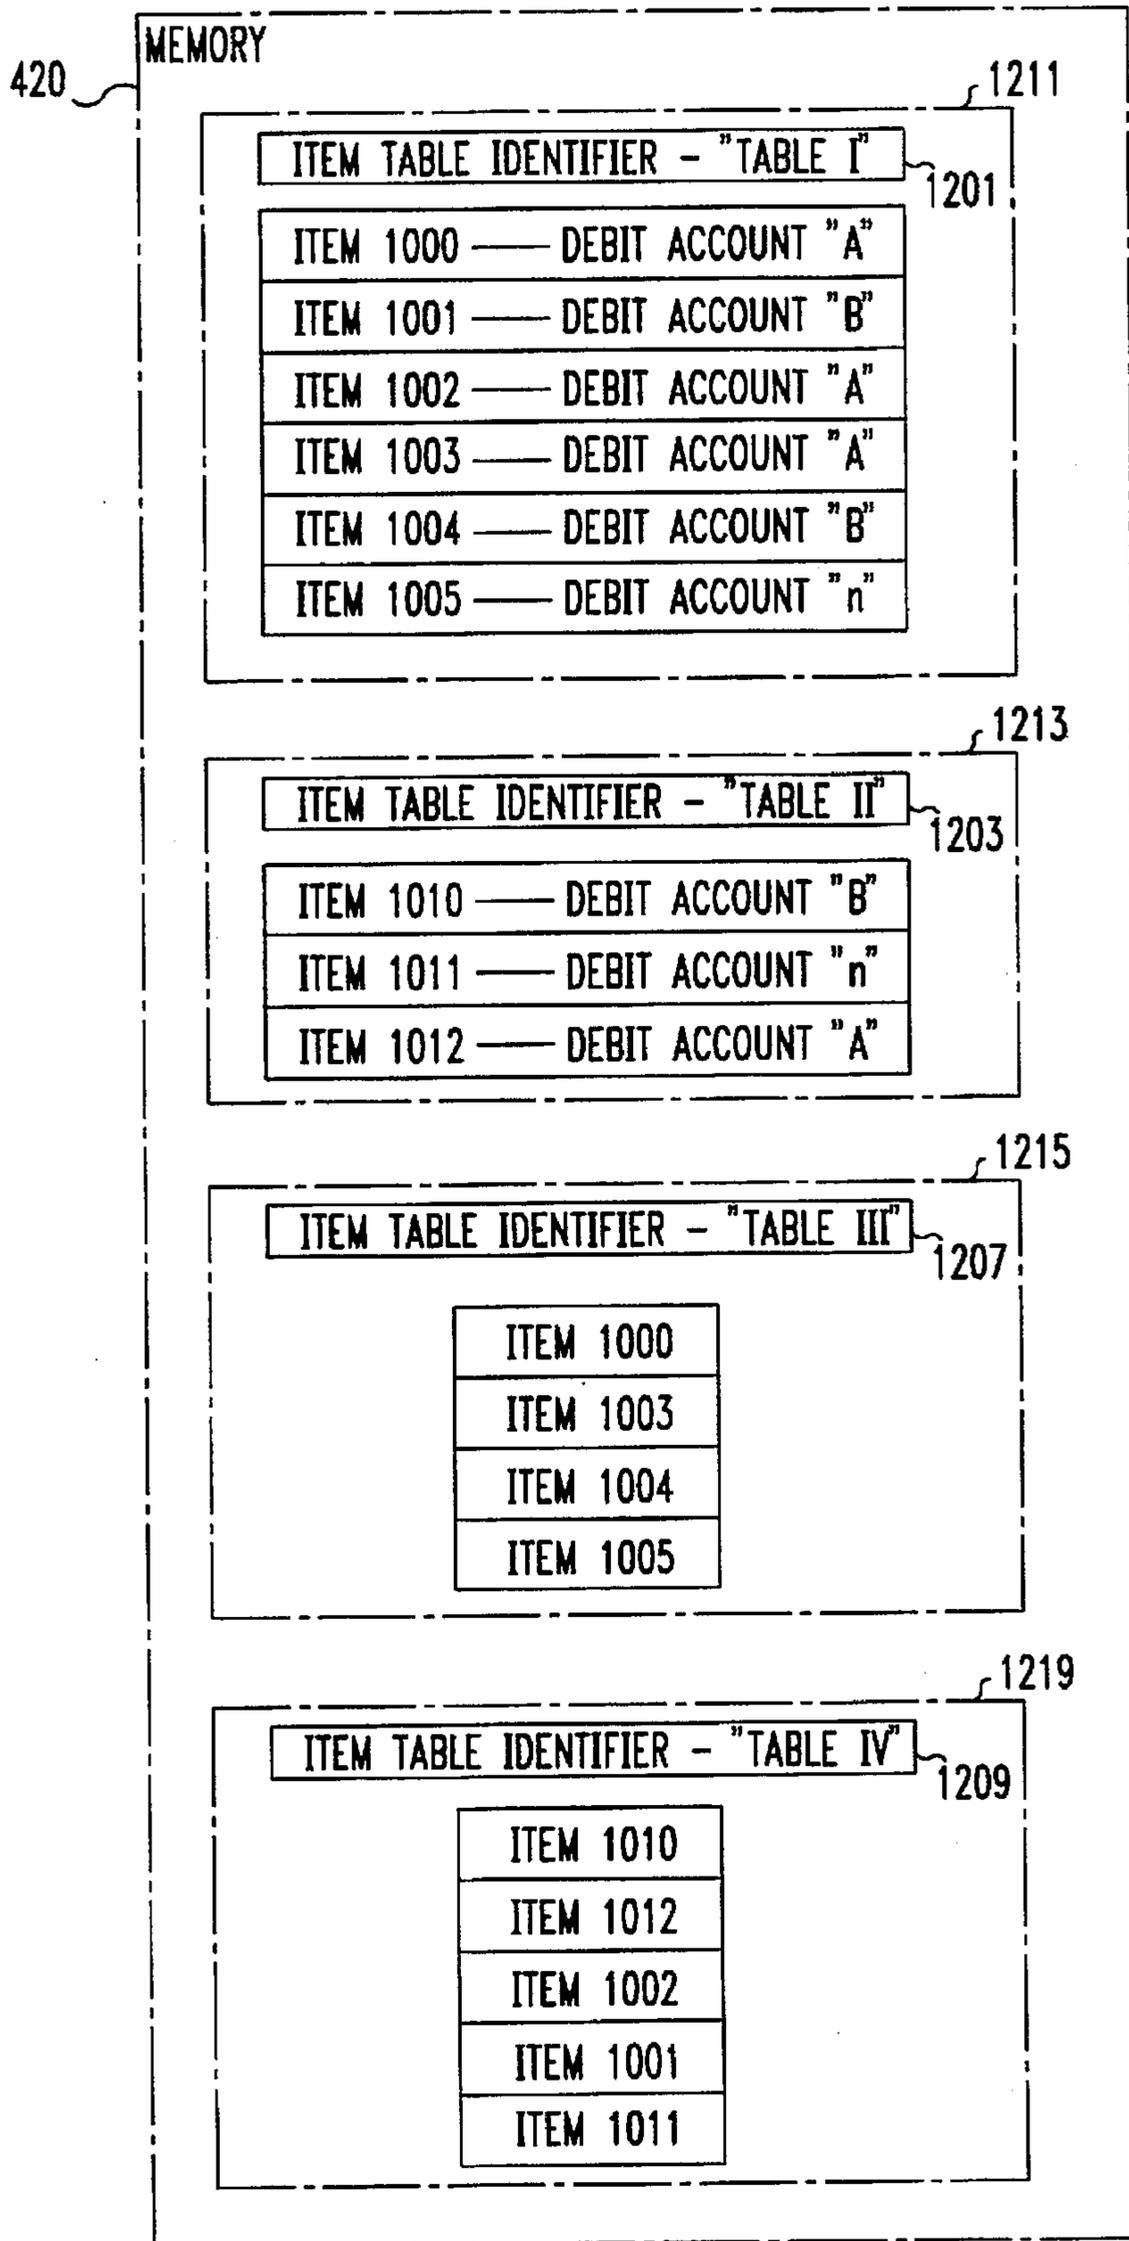 MEMORY
420
1211
ITEM TABLE IDENTIFIER - "TABLE I"
1201
ITEM 1000 —— DEBIT ACCOUNT "A"
ITEM 1001 —— DEBIT ACCOUNT "B"
ITEM 1002 —— DEBIT ACCOUNT "A"
ITEM 1003 —— DEBIT ACCOUNT "A"
ITEM 1004 —— DEBIT ACCOUNT "B"
ITEM 1005 —— DEBIT ACCOUNT "n"
1213
ITEM TABLE IDENTIFIER - "TABLE II"
1203
ITEM 1010 —— DEBIT ACCOUNT "B"
ITEM 1011 —— DEBIT ACCOUNT "n"
ITEM 1012 —— DEBIT ACCOUNT "A"
1215
ITEM TABLE IDENTIFIER - "TABLE III"
1207
ITEM 1000
ITEM 1003
ITEM 1004
ITEM 1005
1219
ITEM TABLE IDENTIFIER - "TABLE IV"
1209
ITEM 1010
ITEM 1012
ITEM 1002
ITEM 1001
ITEM 1011